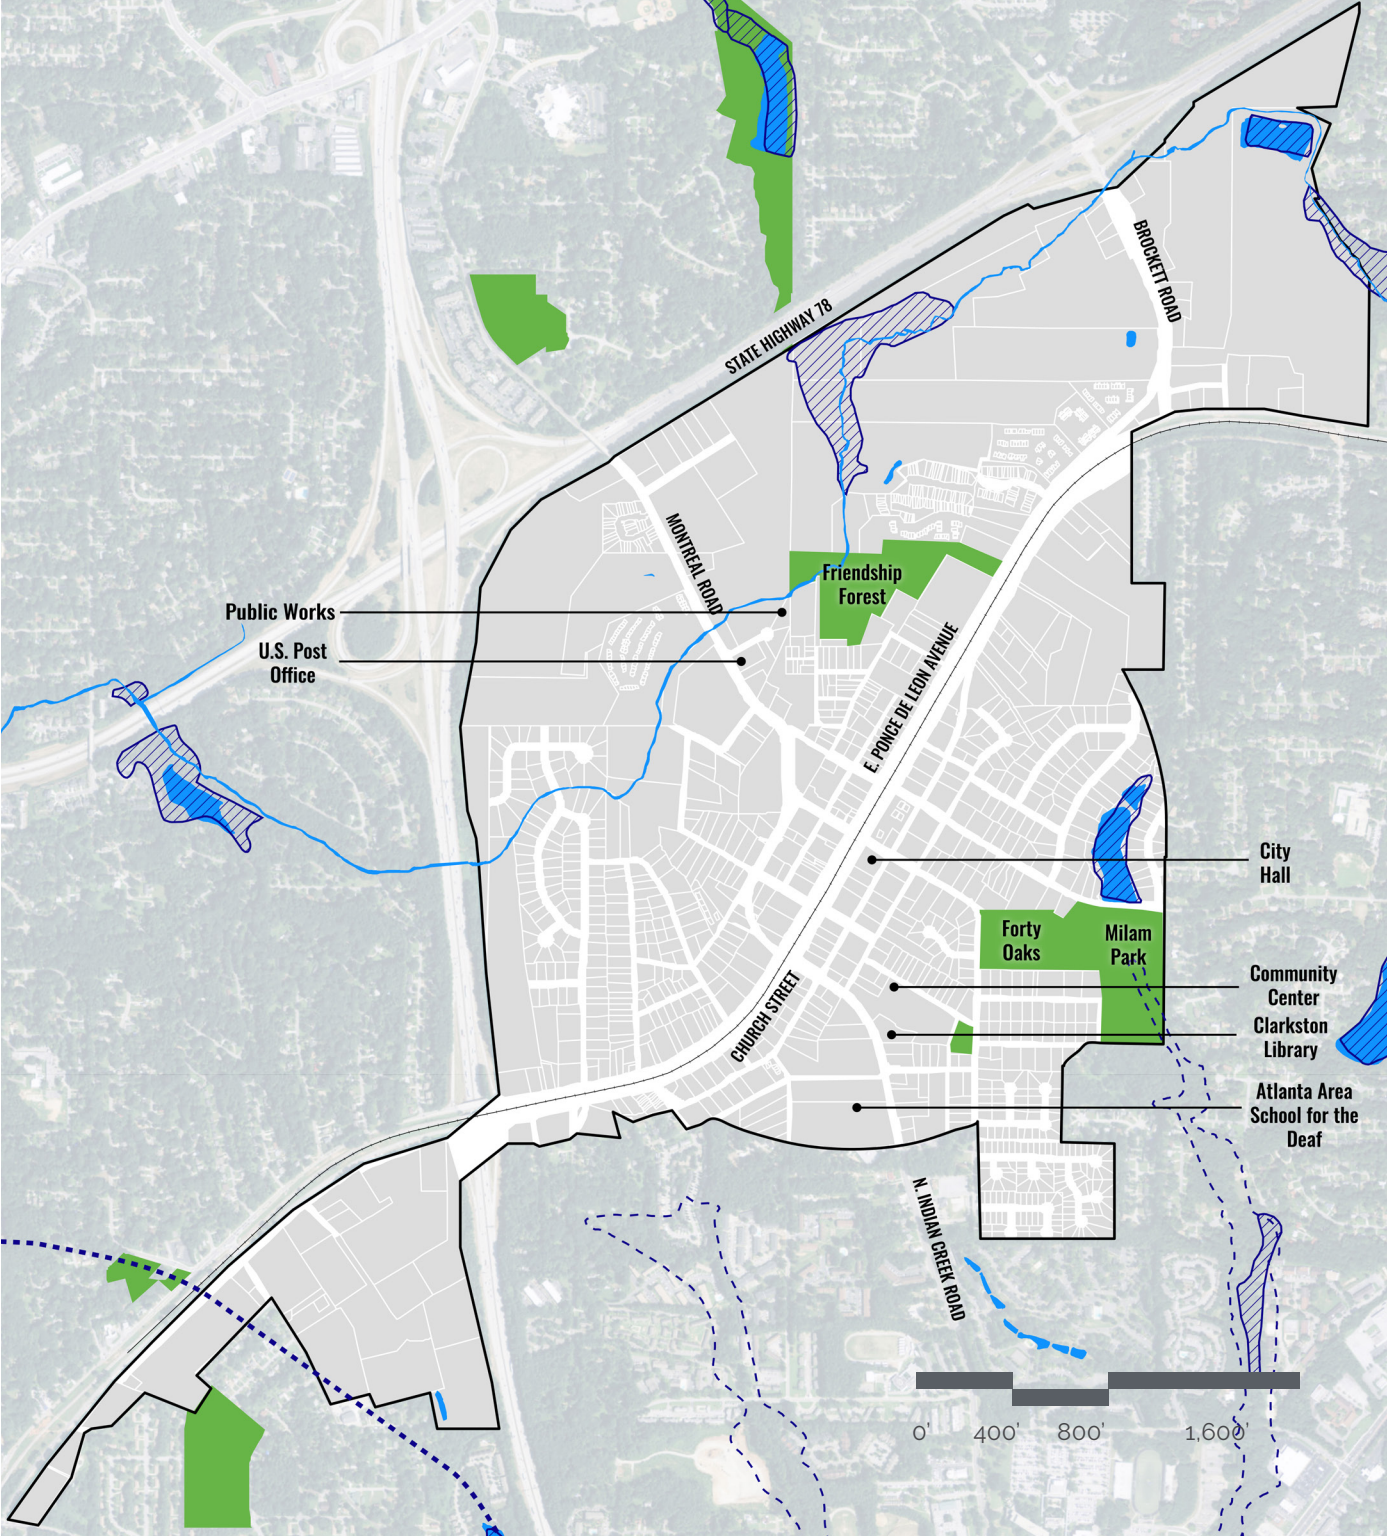 BROCKETT ROAD
STATE HIGHWAY 78
MONTREAL ROAD
Friendship
Forest
Public Works
U.S. Post
Office
E. PONCE DE LEON AVENUE
City
Hall
Forty
Oaks
Milam
Park
Community
Center
CHURCH STREET
Clarkston
Library
Atlanta Area
School for the
Deaf
N. INDIAN CREEK ROAD
0' 400' 800' 1,600'